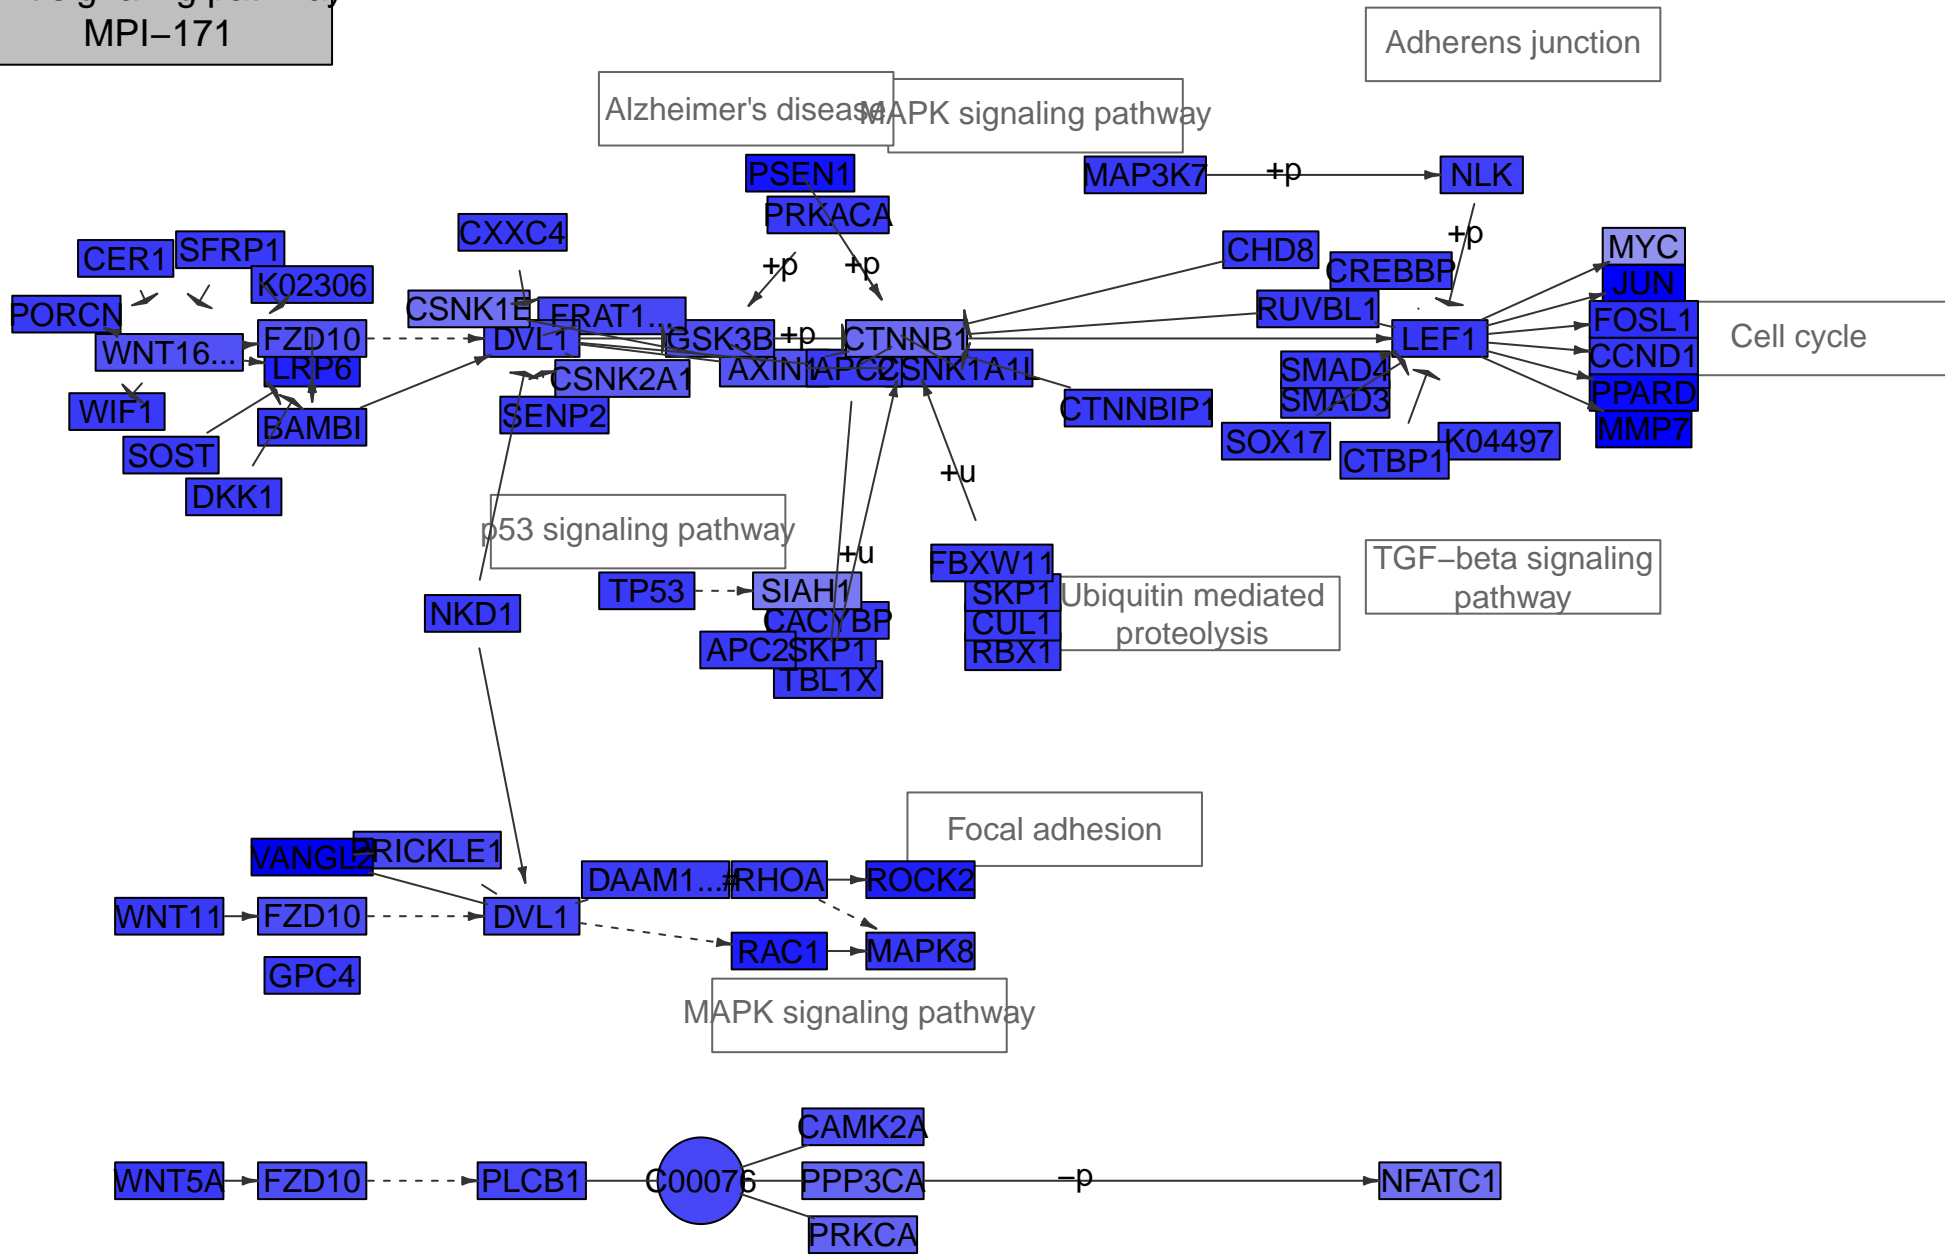 signaling pathway
MPI−171
Adherens junction
Alzheimer's disease
MAPK signaling pathway
PSEN1
MAP3K7
+p
NLK
PRKACA
CXXC4
CER1
SFRP1
K02306
+p
+p
CHD8
CREBBP
+p
MYC
JUN
PORCN
CSNK1E
FRAT1...
RUVBL1
FOSL1
Cell cycle
WNT16...
FZD10
DVL1
GSK3B
+p
CTNNB1
LEF1
CCND1
LRP6
CSNK2A1
AXIN1
APC2
CSNK1A1L
SMAD4
PPARD
WIF1
BAMBI
SENP2
CTNNBIP1
SMAD3
MMP7
SOST
SOX17
CTBP1
K04497
DKK1
+u
p53 signaling pathway
+u
FBXW11
TGF−beta signaling
pathway
TP53
SIAH1
SKP1
Ubiquitin mediated
proteolysis
NKD1
CACYBP
CUL1
APC2
SKP1
RBX1
TBL1X
Focal adhesion
VANGL2
PRICKLE1
DAAM1...
RHOA
ROCK2
WNT11
FZD10
DVL1
RAC1
MAPK8
GPC4
MAPK signaling pathway
CAMK2A
WNT5A
FZD10
PLCB1
C00076
PPP3CA
−p
NFATC1
PRKCA